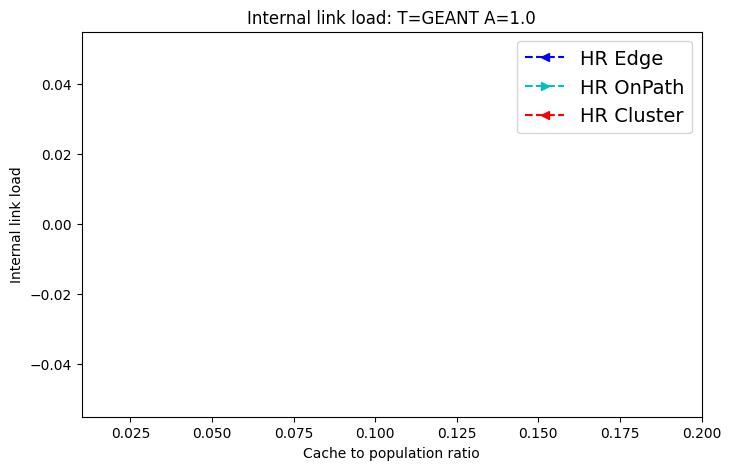 Internal link load: T=GEANT A=1.0
HR Edge
HR OnPath
HR Cluster
Internal link load
0.04
0.02
0.00
−0.02
−0.04
0.025 0.050 0.075 0.100 0.125 0.150 0.175 0.200
Cache to population ratio